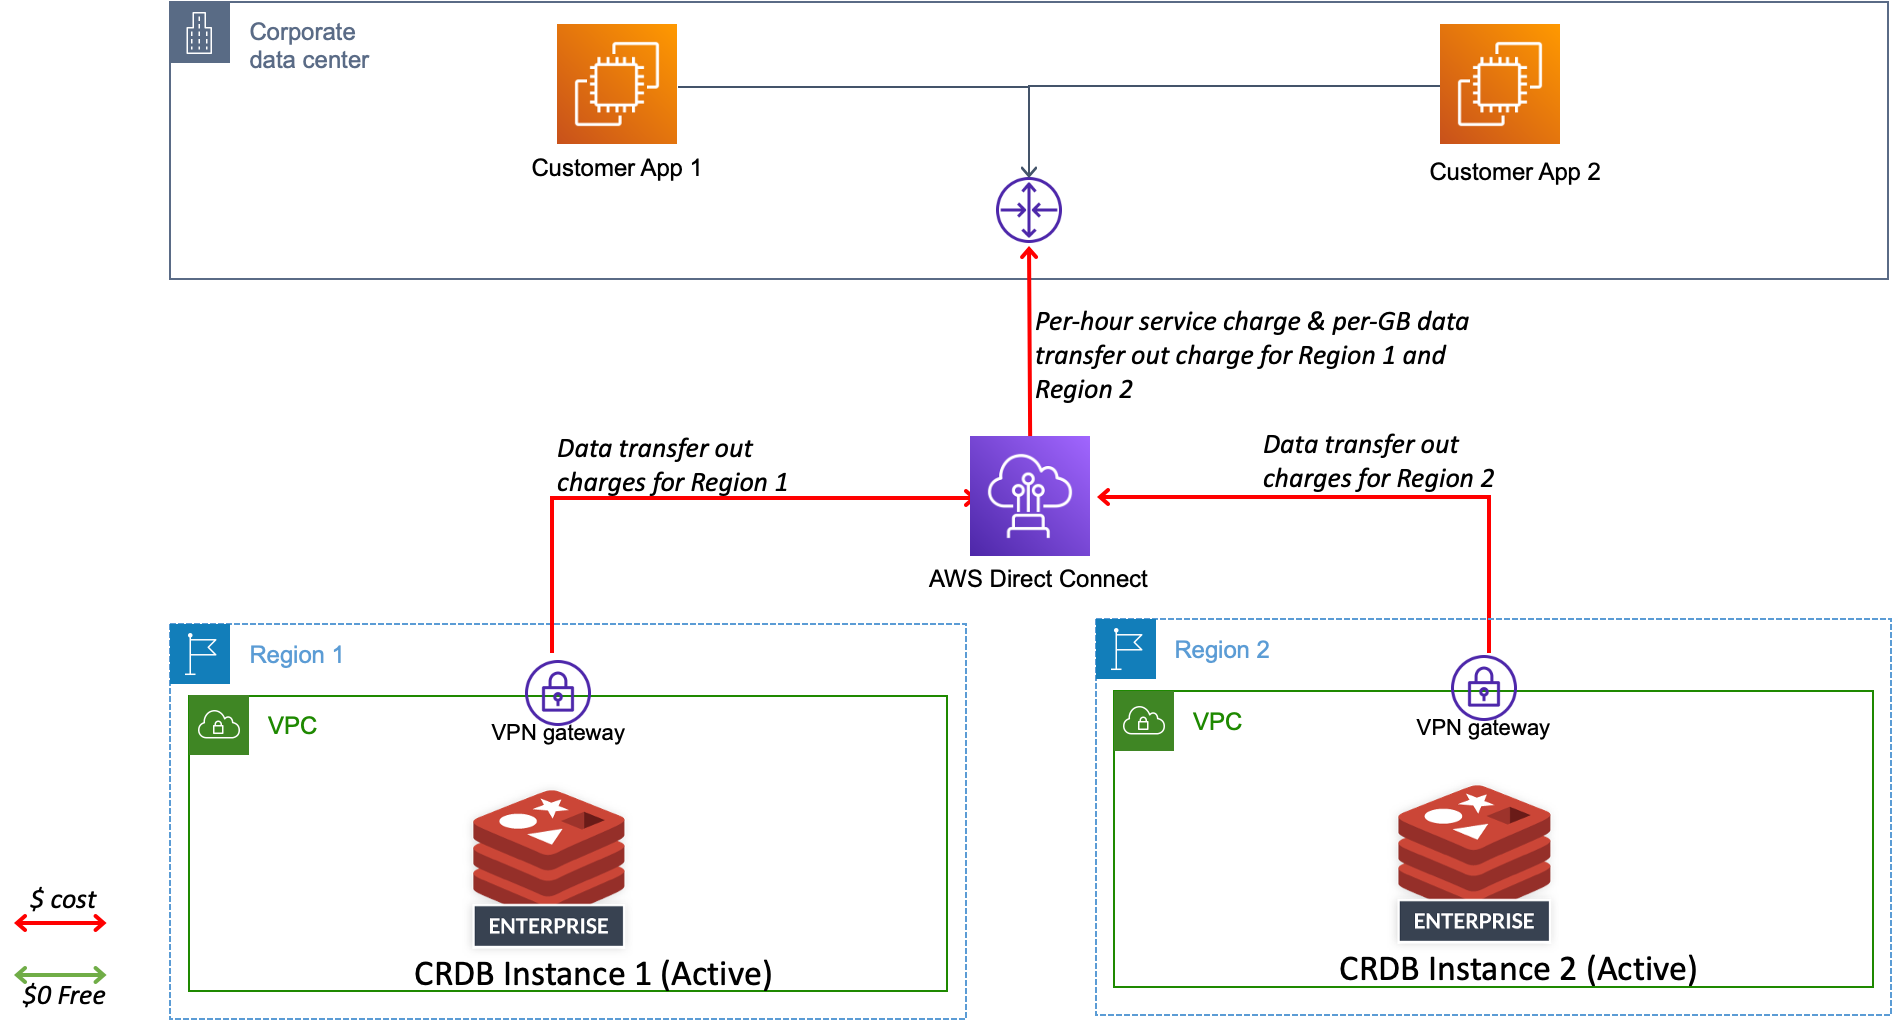 Corporate
data center
Customer App 1
Customer App 2
Per-hour service charge & per-GB data
transfer out charge for Region 1 and
Region 2
Data transfer out
charges for Region 1
Data transfer out
charges for Region 2
AWS Direct Connect
Region 1
VPC
VPN gateway
ENTERPRISE
CRDB Instance 1 (Active)
Region 2
VPC
VPN gateway
ENTERPRISE
CRDB Instance 2 (Active)
$ cost
$0 Free